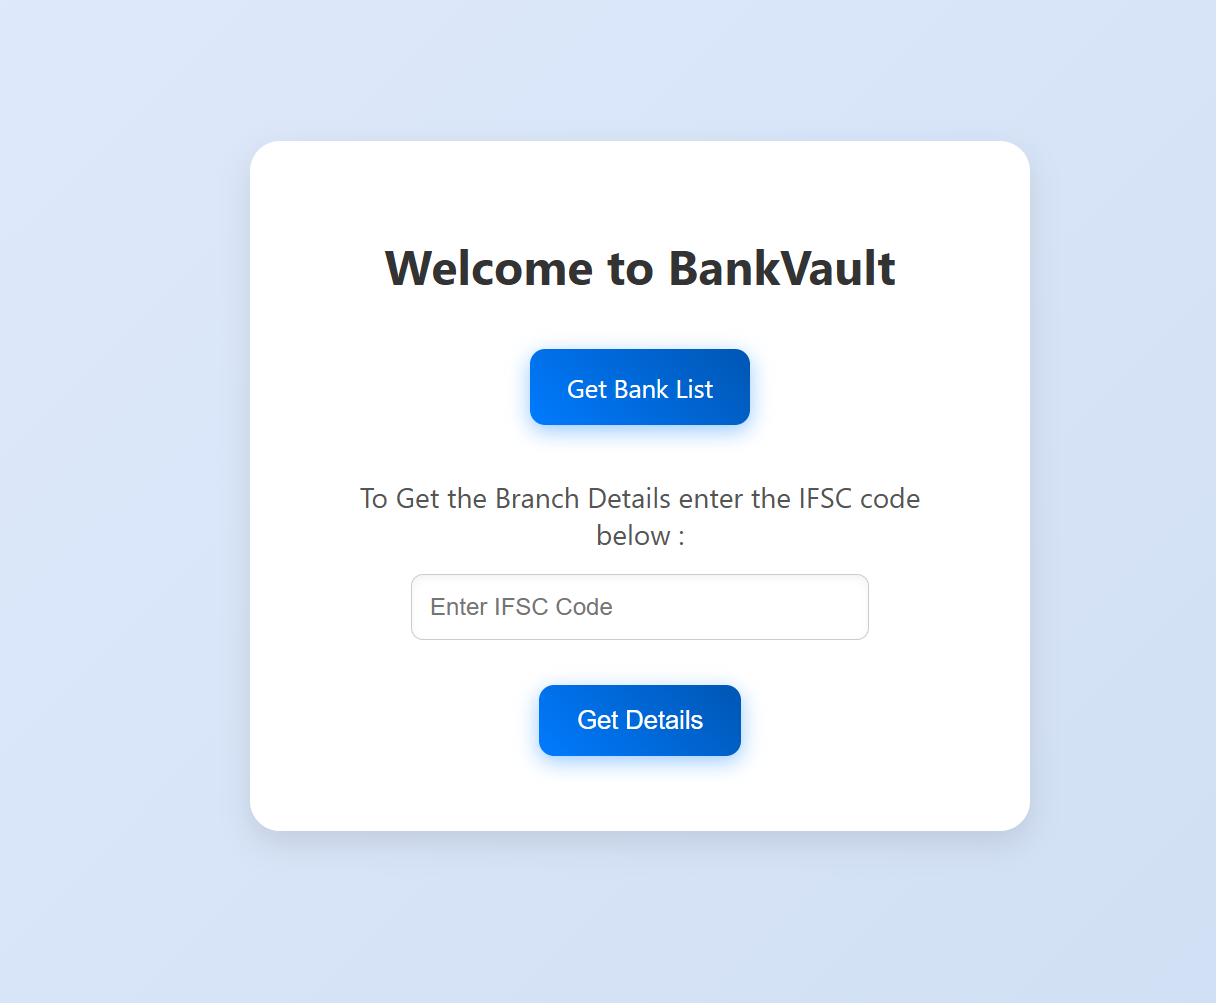 Welcome to BankVault
Get Bank List
To Get the Branch Details enter the IFSC code
below :
Enter IFSC Code
Get Details